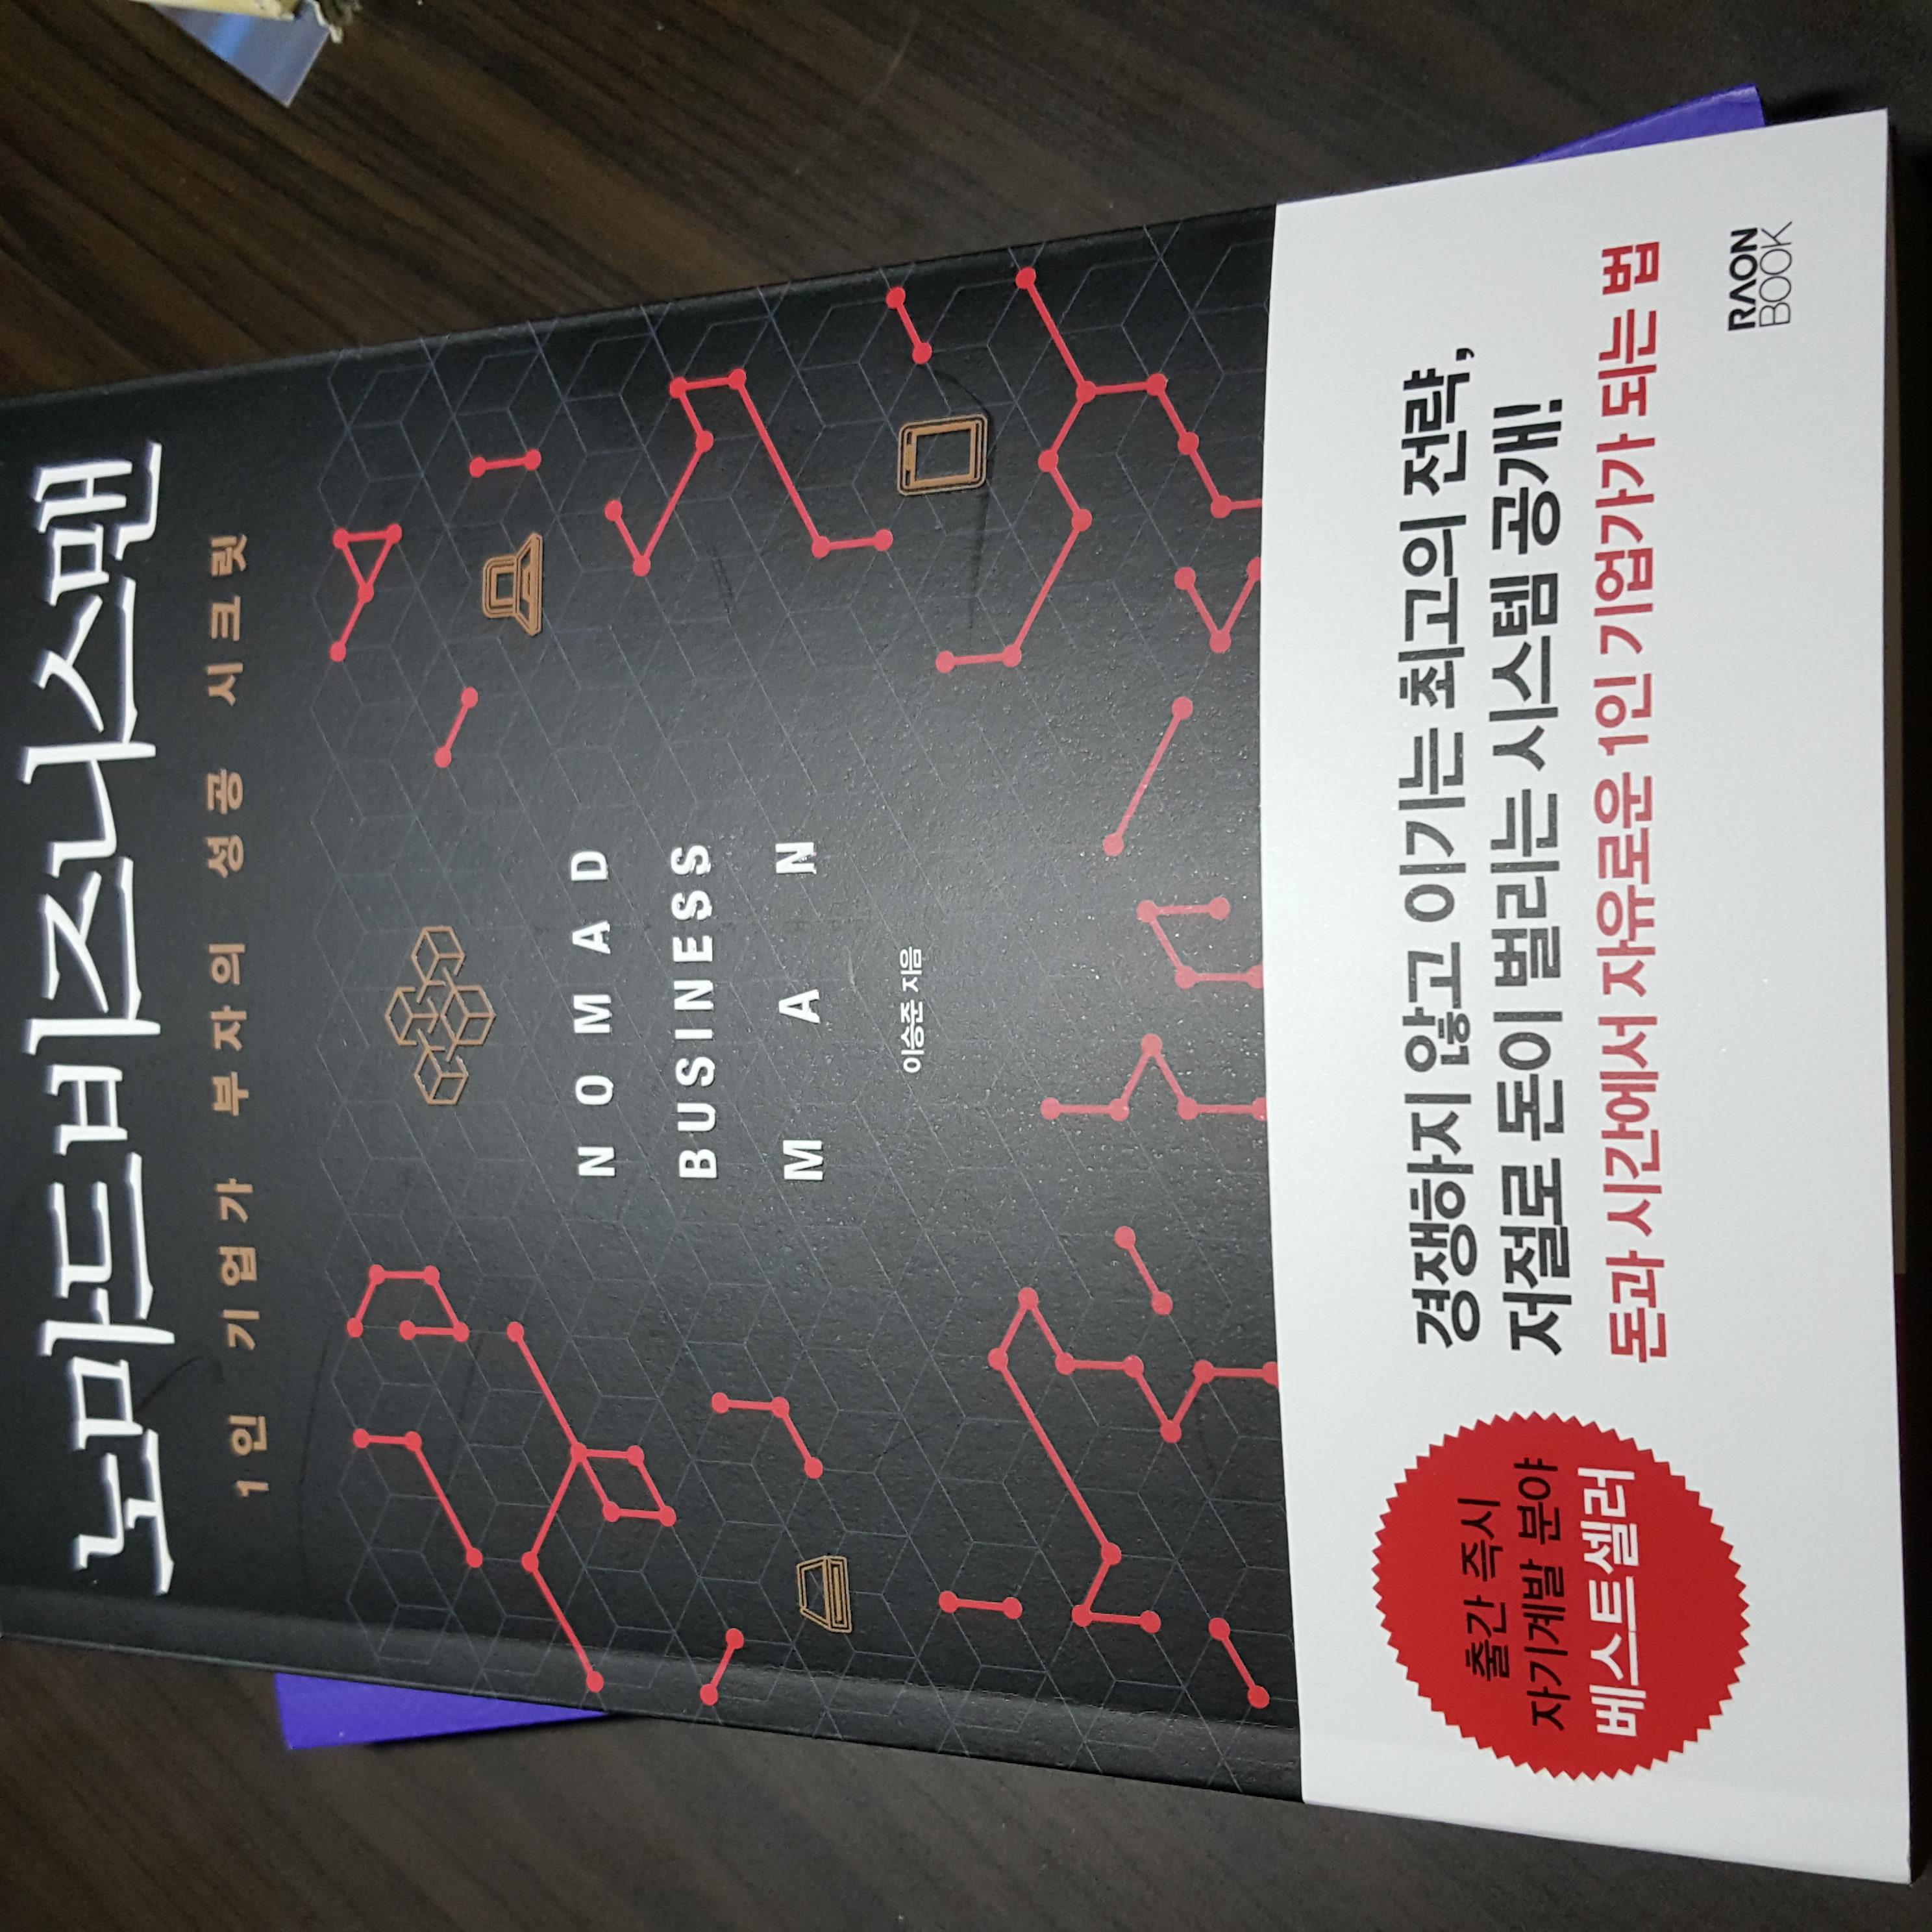 노마드 비즈니스맨
1인 기업가 부자의 성공 시크릿
NOMAD
BUSINESS
MAN
이승준 지음
출간 즉시
자기계발 분야
베스트셀러
경쟁하지 않고 이기는 최고의 전략,
저절로 돈이 벌리는 시스템 공개!
돈과 시간에서 자유로운 1인 기업가가 되는 법
RAON
BOOK